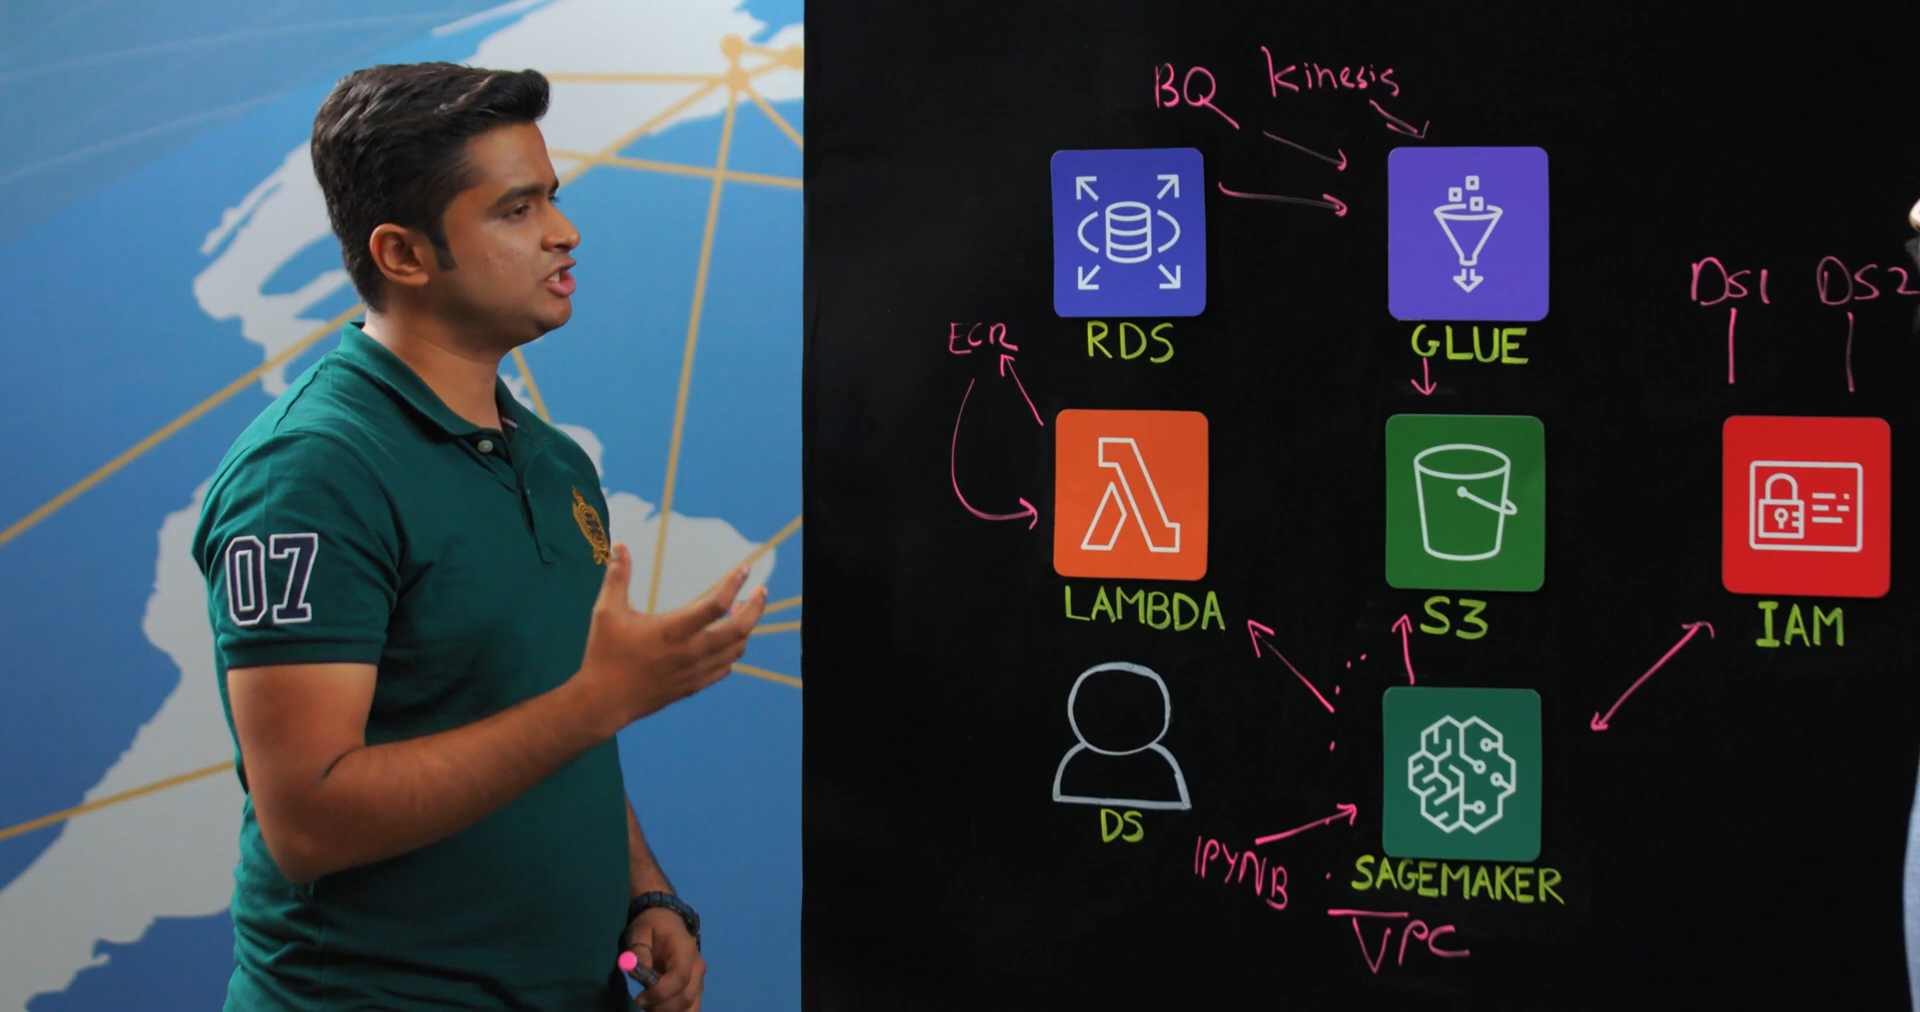 BQ Kinesis
RDS
GLUE
DS1 DS2
ECR
07
LAMBDA
S3
IAM
DS
IPYNB
SAGEMAKER
VPC